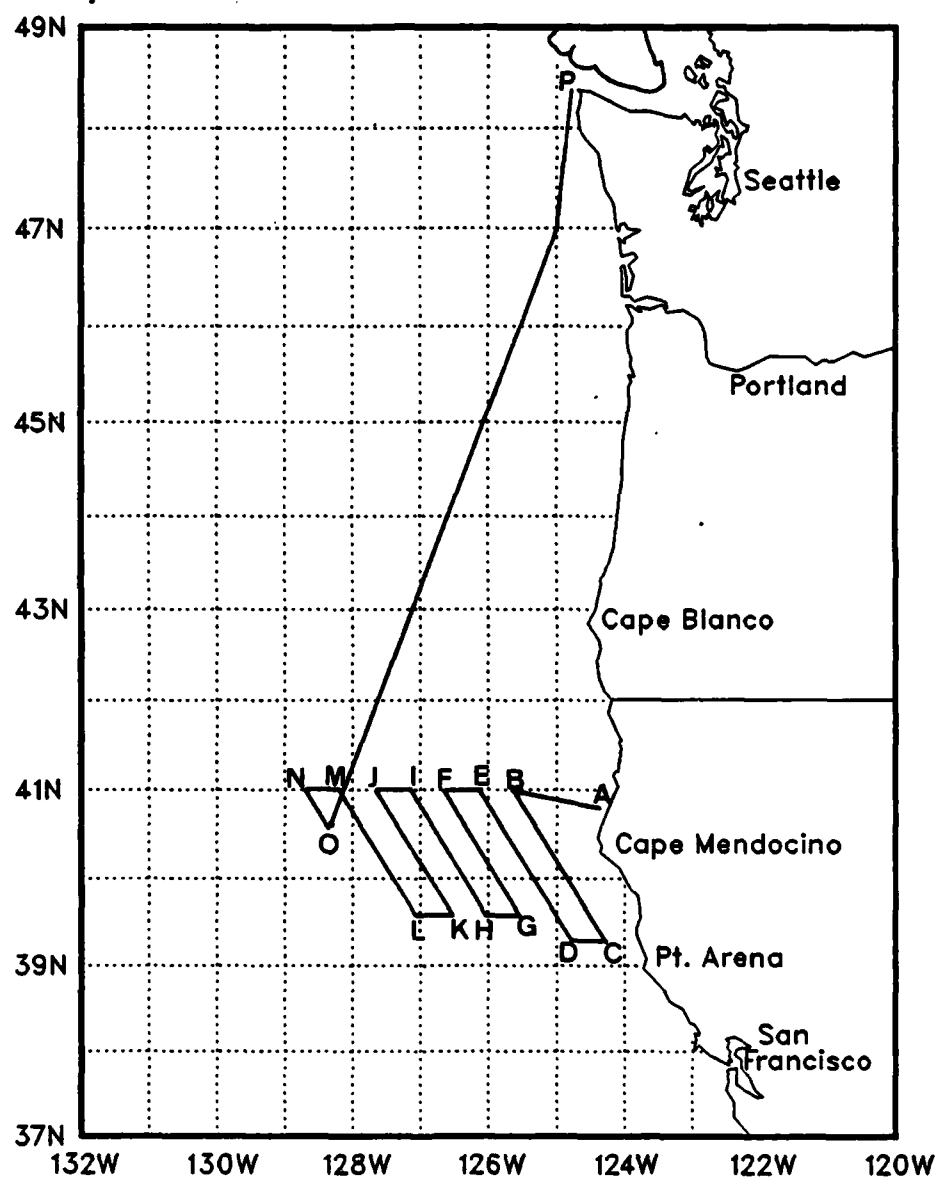 49N
P
Seattle
47N
Portland
45N
43N
Cape Blanco
N M J I F E B A
41N
O
Cape Mendocino
L K H G D C
39N
Pt. Arena
San
Francisco
37N
132W 130W 128W 126W 124W 122W 120W